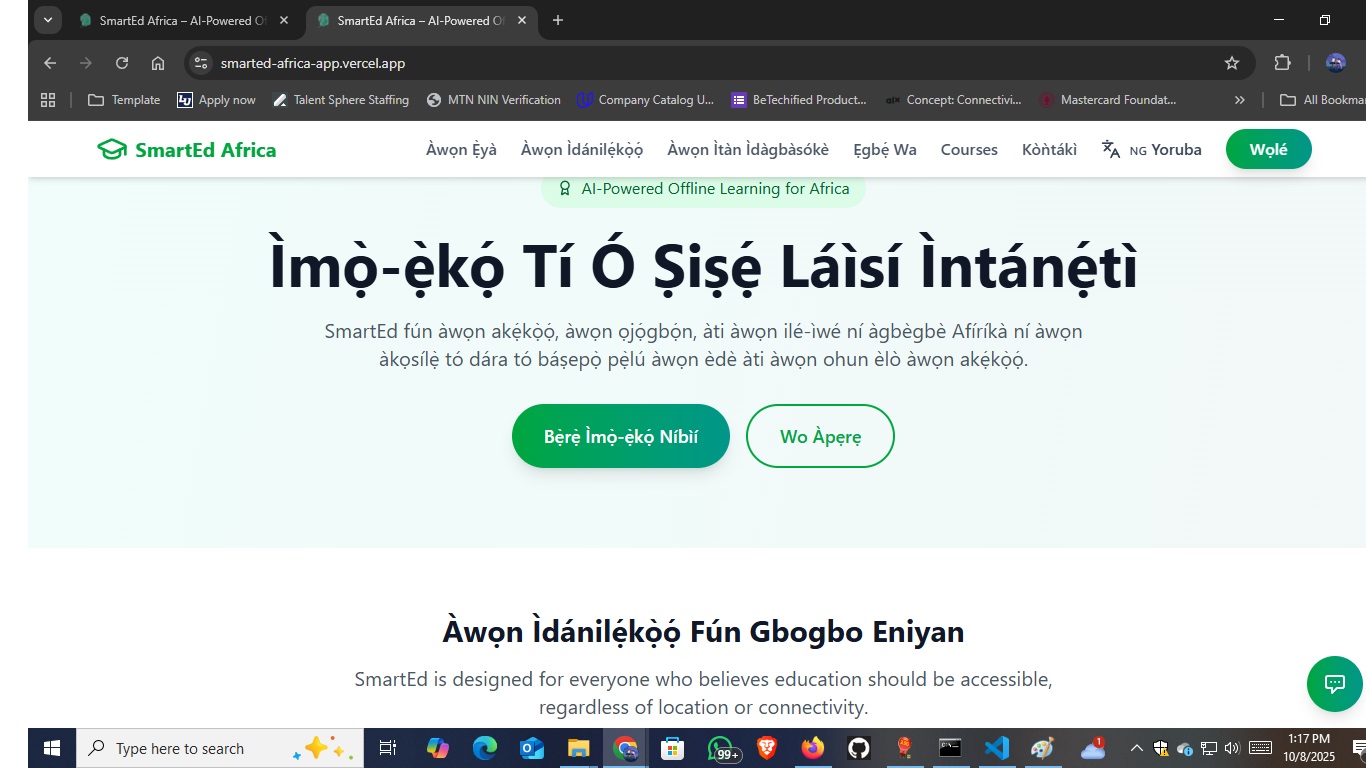 SmartEd Africa – AI-Powered O
SmartEd Africa – AI-Powered O
smarted-africa-app.vercel.app
Template
Apply now
Talent Sphere Staffing
MTN NIN Verification
Company Catalog U...
BeTechified Product...
Concept: Connectivi...
Mastercard Foundat...
All Bookma
SmartEd Africa
Àwọn Ẹ̀yà
Àwọn Ìdánilẹ́kọ̀ọ́
Àwọn Ìtàn Ìdàgbàsókè
Ẹgbẹ́ Wa
Courses
Kòǹtákì
NG Yoruba
Wọlé
AI-Powered Offline Learning for Africa
Ìmọ̀-ẹ̀kọ́ Tí Ó Ṣiṣẹ́ Láìsí Ìntánẹ́tì
SmartEd fún àwọn akẹ́kọ̀ọ́, àwọn ọjọ́gbọ́n, àti àwọn ilé-ìwé ní àgbègbè Afíríkà ní àwọn
àkọsílẹ̀ tó dára tó báṣepọ̀ pẹ̀lú àwọn èdè àti àwọn ohun èlò àwọn akẹ́kọ̀ọ́.
Bẹ̀rẹ̀ Ìmọ̀-ẹ̀kọ́ Níbìí
Wo Àpẹrẹ
Àwọn Ìdánilẹ́kọ̀ọ́ Fún Gbogbo Eniyan
SmartEd is designed for everyone who believes education should be accessible,
regardless of location or connectivity.
Type here to search
99+
1
1:17 PM
10/8/2025